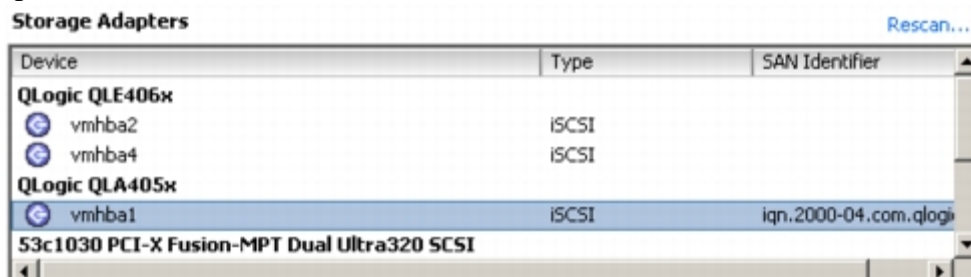 Storage Adapters Rescan...
Device Type SAN Identifier
QLogic QLE406x
vmhba2 iSCSI
vmhba4 iSCSI
QLogic QLA405x
vmhba1 iSCSI iqn.2000-04.com.qlogi
53c1030 PCI-X Fusion-MPT Dual Ultra320 SCSI